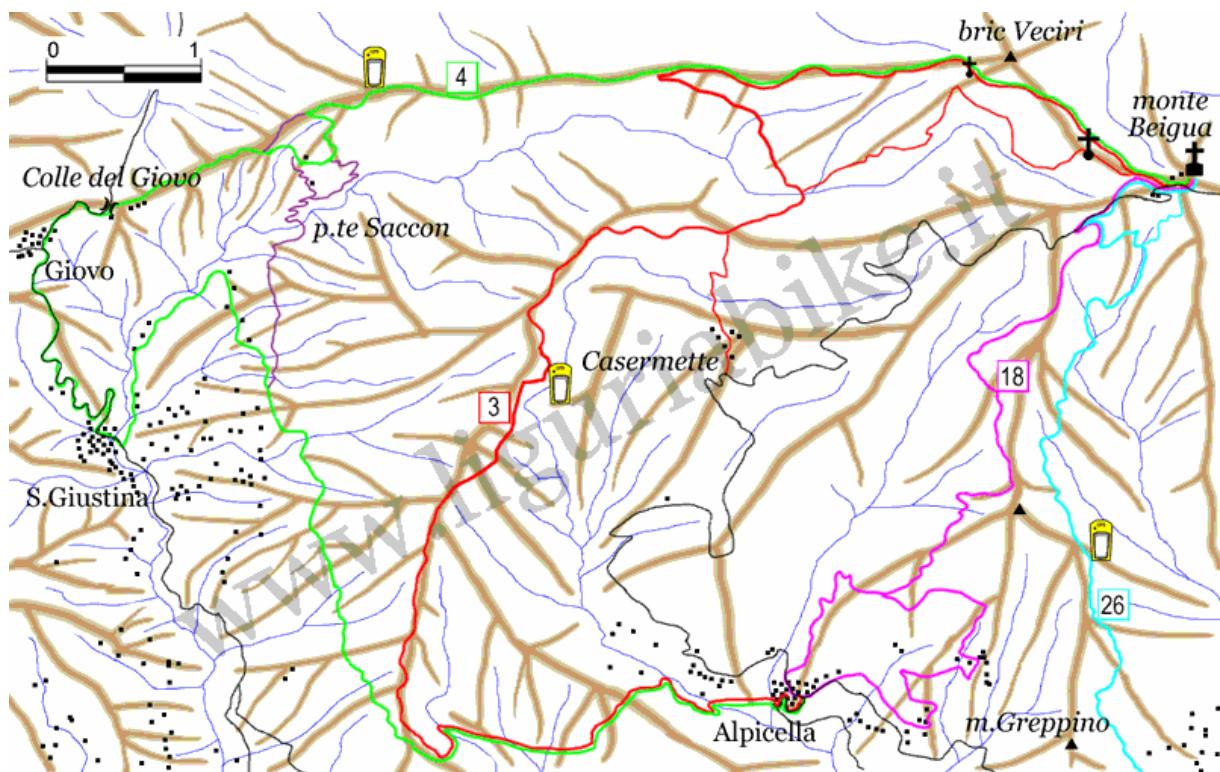 0 1
bric Veciri
4
monte
Beigua
Colle del Giovo
p.te Saccon
Giovo
Casermette
18
3
S.Giustina
www.liguriabike.it
26
Alpicella
m.Greppino